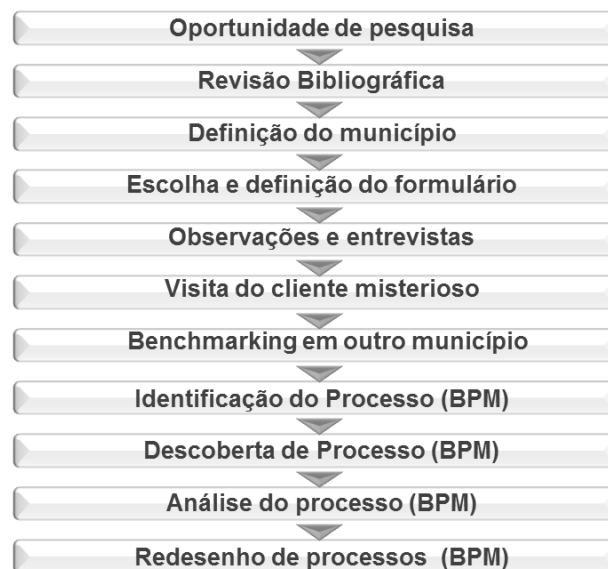 Oportunidade de pesquisa
Revisão Bibliográfica
Definição do município
Escolha e definição do formulário
Observações e entrevistas
Visita do cliente misterioso
Benchmarking em outro município
Identificação do Processo (BPM)
Descoberta de Processo (BPM)
Análise do processo (BPM)
Redesenho de processos (BPM)